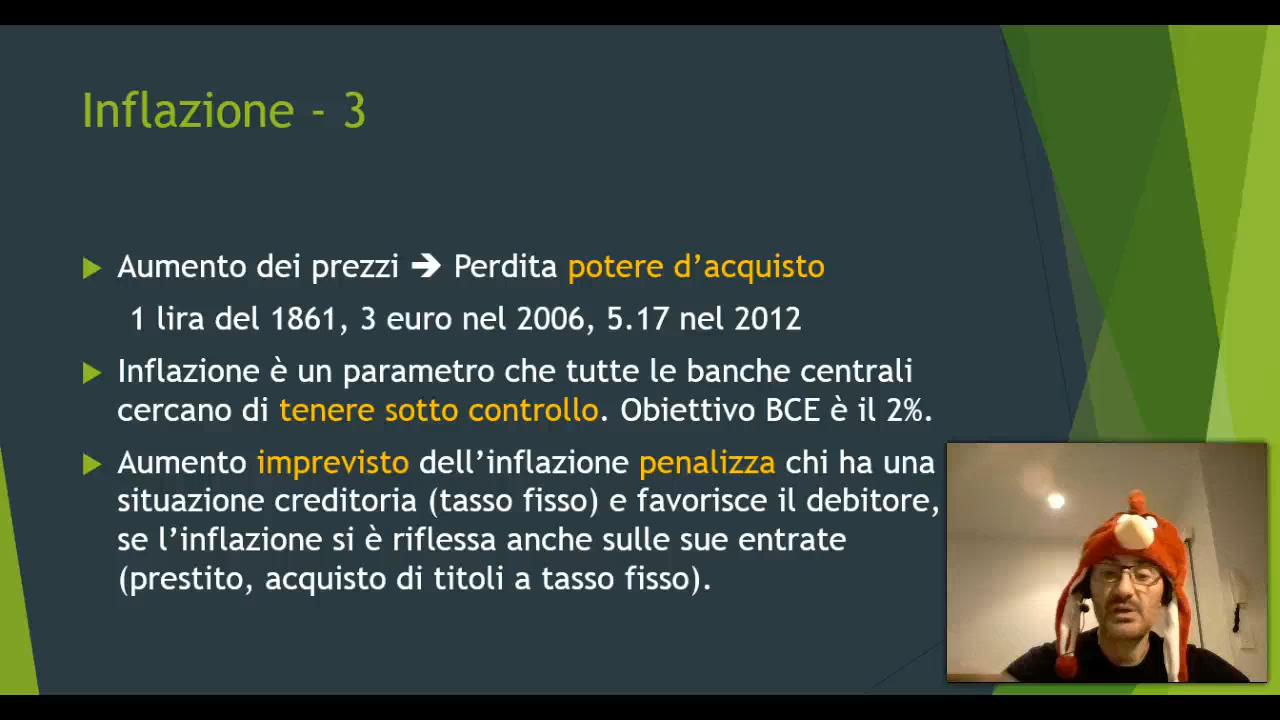 Inflazione - 3
Aumento dei prezzi ➔ Perdita potere d’acquisto
1 lira del 1861, 3 euro nel 2006, 5.17 nel 2012
Inflazione è un parametro che tutte le banche centrali
cercano di tenere sotto controllo. Obiettivo BCE è il 2%.
Aumento imprevisto dell’inflazione penalizza chi ha una
situazione creditoria (tasso fisso) e favorisce il debitore,
se l’inflazione si è riflessa anche sulle sue entrate
(prestito, acquisto di titoli a tasso fisso).